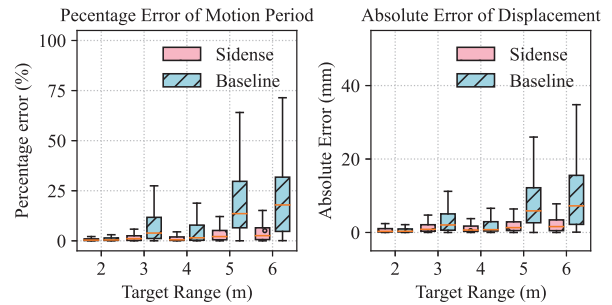 Pecentage Error of Motion Period
Absolute Error of Displacement
Percentage error (%)
100
75
50
25
0
Sidense
Baseline
2 3 4 5 6
Target Range (m)
Absolute Error (mm)
40
20
0
Sidense
Baseline
2 3 4 5 6
Target Range (m)